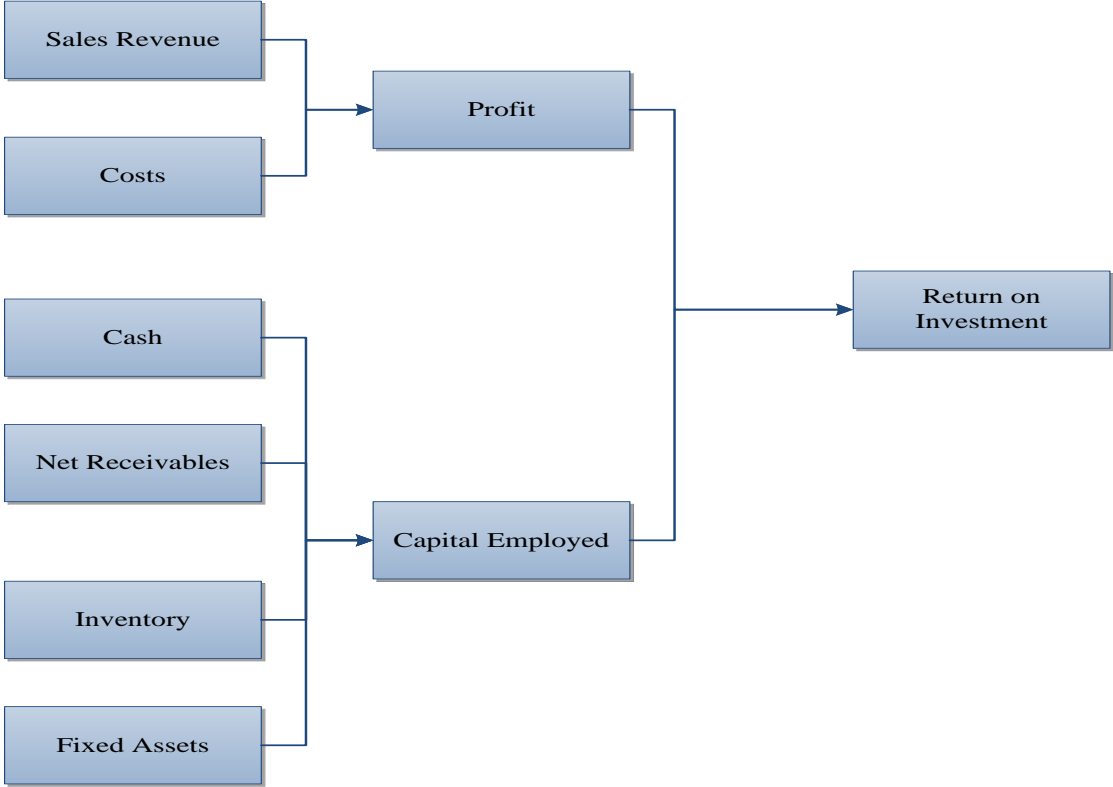 Sales Revenue
Profit
Costs
Cash
Return on
Investment
Net Receivables
Capital Employed
Inventory
Fixed Assets